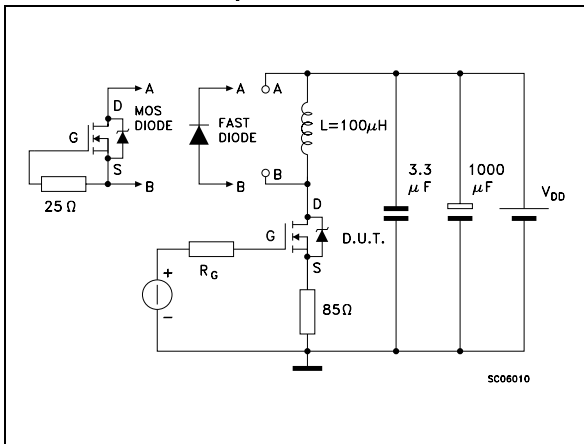 A
D
MOS
DIODE
G
S
B
25 Ω
A
FAST
DIODE
B
A
L=100µH
B
D
G
S
D.U.T.
R_G
+
–
85Ω
3.3
µF
1000
µF
V_DD
SC06010